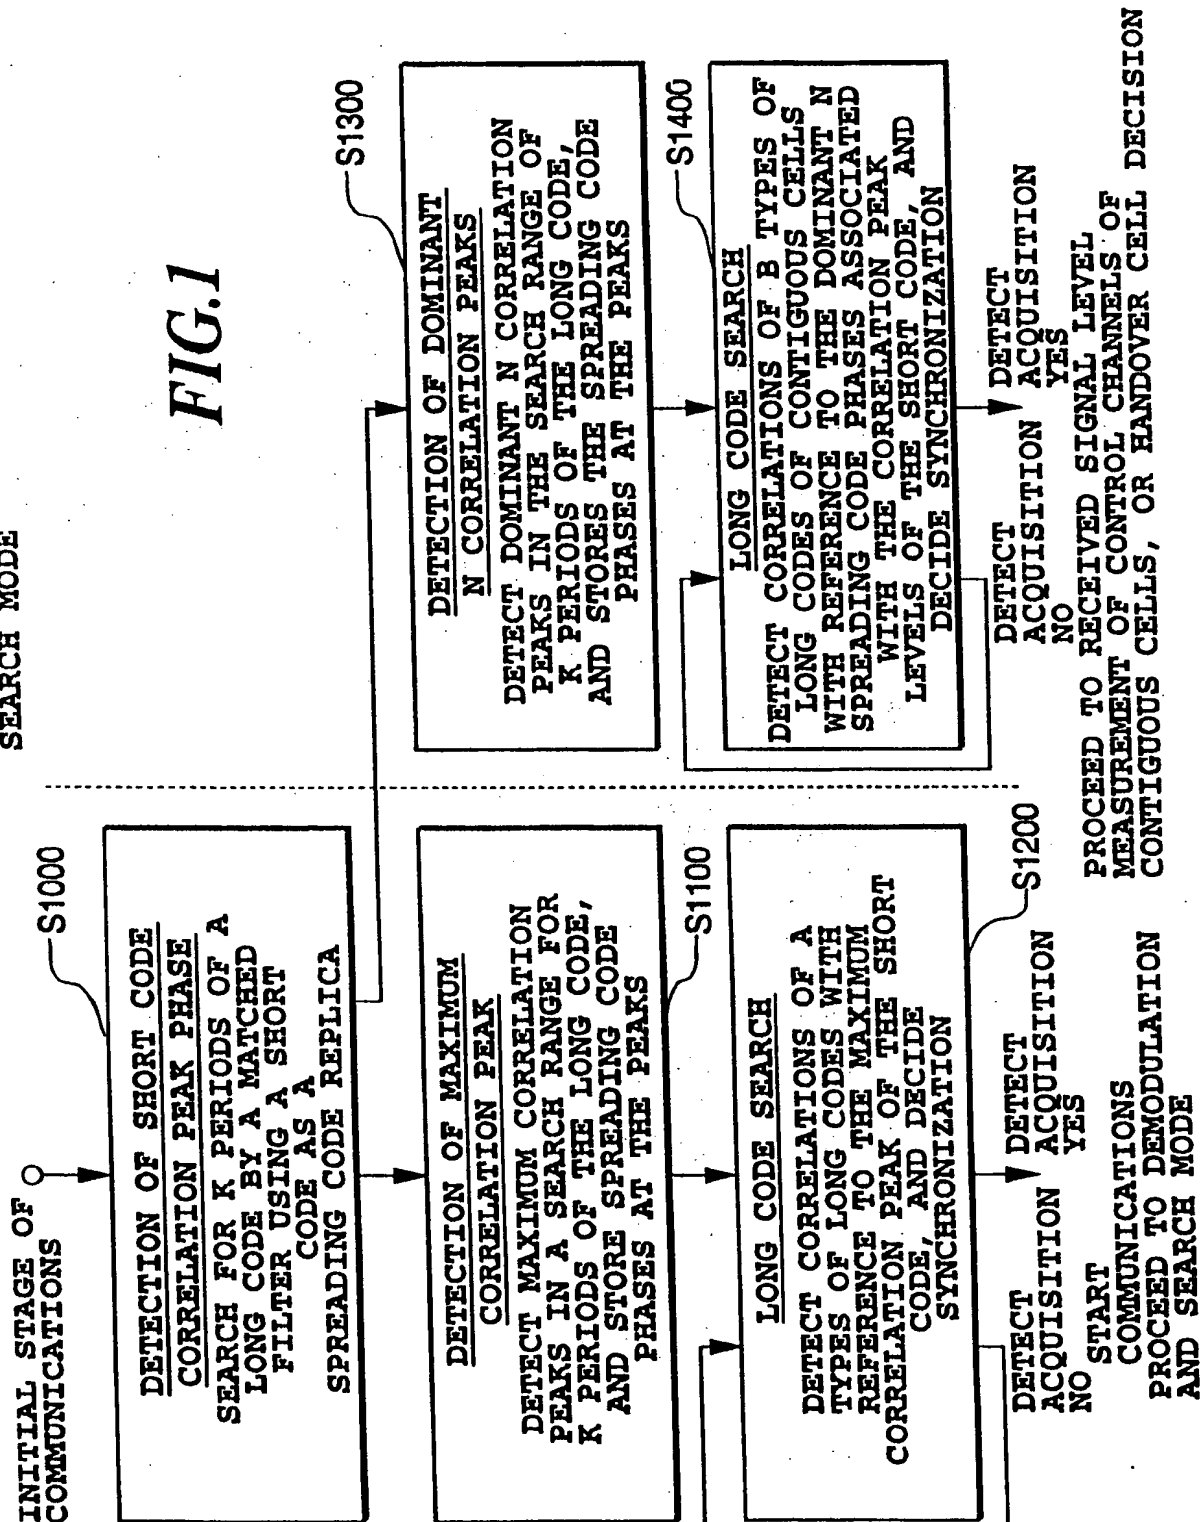 FIG.1
INITIAL STAGE OF
COMMUNICATIONS
S1000
DETECTION OF SHORT CODE
CORRELATION PEAK PHASE
SEARCH FOR K PERIODS OF A
LONG CODE BY A MATCHED
FILTER USING A SHORT
CODE AS A
SPREADING CODE REPLICA
DETECTION OF MAXIMUM
CORRELATION PEAK
DETECT MAXIMUM CORRELATION
PEAKS IN A SEARCH RANGE FOR
K PERIODS OF THE LONG CODE,
AND STORE SPREADING CODE
PHASES AT THE PEAKS
S1100
LONG CODE SEARCH
DETECT CORRELATIONS OF A
TYPES OF LONG CODES WITH
REFERENCE TO THE MAXIMUM
CORRELATION PEAK OF THE SHORT
CODE, AND DECIDE
SYNCHRONIZATION
S1200
DETECT
ACQUISITION
NO
DETECT
ACQUISITION
YES
START
COMMUNICATIONS
PROCEED TO DEMODULATION
AND SEARCH MODE
SEARCH MODE
S1300
DETECTION OF DOMINANT
N CORRELATION PEAKS
DETECT DOMINANT N CORRELATION
PEAKS IN THE SEARCH RANGE OF
K PERIODS OF THE LONG CODE,
AND STORES THE SPREADING CODE
PHASES AT THE PEAKS
S1400
LONG CODE SEARCH
DETECT CORRELATIONS OF B TYPES OF
LONG CODES OF CONTIGUOUS CELLS
WITH REFERENCE TO THE DOMINANT N
SPREADING CODE PHASES ASSOCIATED
WITH THE CORRELATION PEAK
LEVELS OF THE SHORT CODE, AND
DECIDE SYNCHRONIZATION
DETECT
ACQUISITION
NO
DETECT
ACQUISITION
YES
PROCEED TO RECEIVED SIGNAL LEVEL
MEASUREMENT OF CONTROL CHANNELS OF
CONTIGUOUS CELLS, OR HANDOVER CELL DECISION